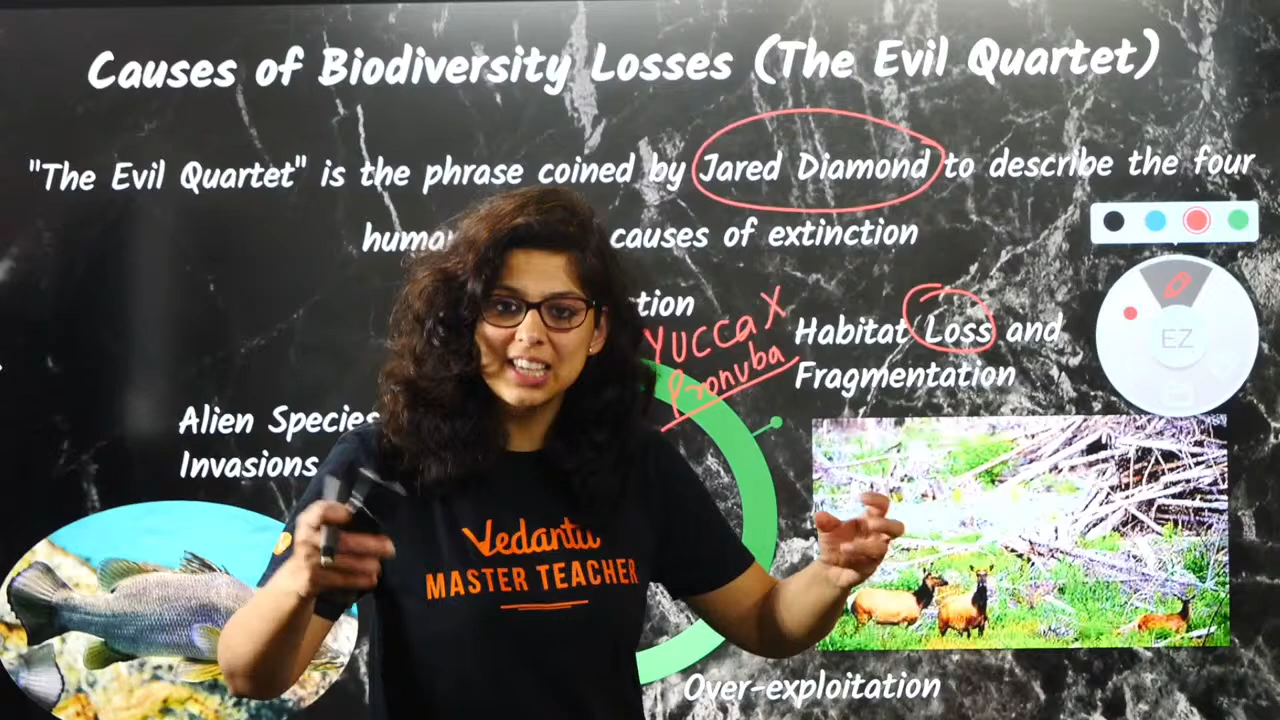 Causes of Biodiversity Losses (The Evil Quartet)
"The Evil Quartet" is the phrase coined by Jared Diamond to describe the four
causes of extinction
Yucca X
Pronuba
Habitat Loss and
Fragmentation
Alien Species
Invasions
EZ
Vedantu
MASTER TEACHER
Over-exploitation